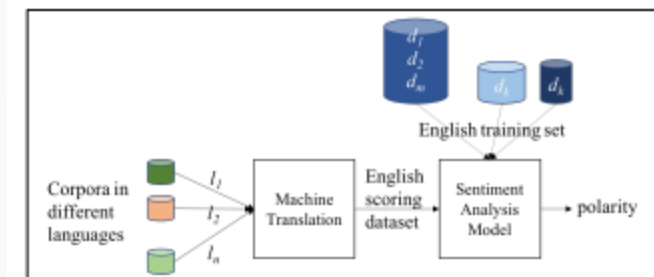 d1
d2
dm
dk
dk
English training set
Corpora in
different
languages
l1
l2
ln
Machine
Translation
English
scoring
dataset
Sentiment
Analysis
Model
polarity